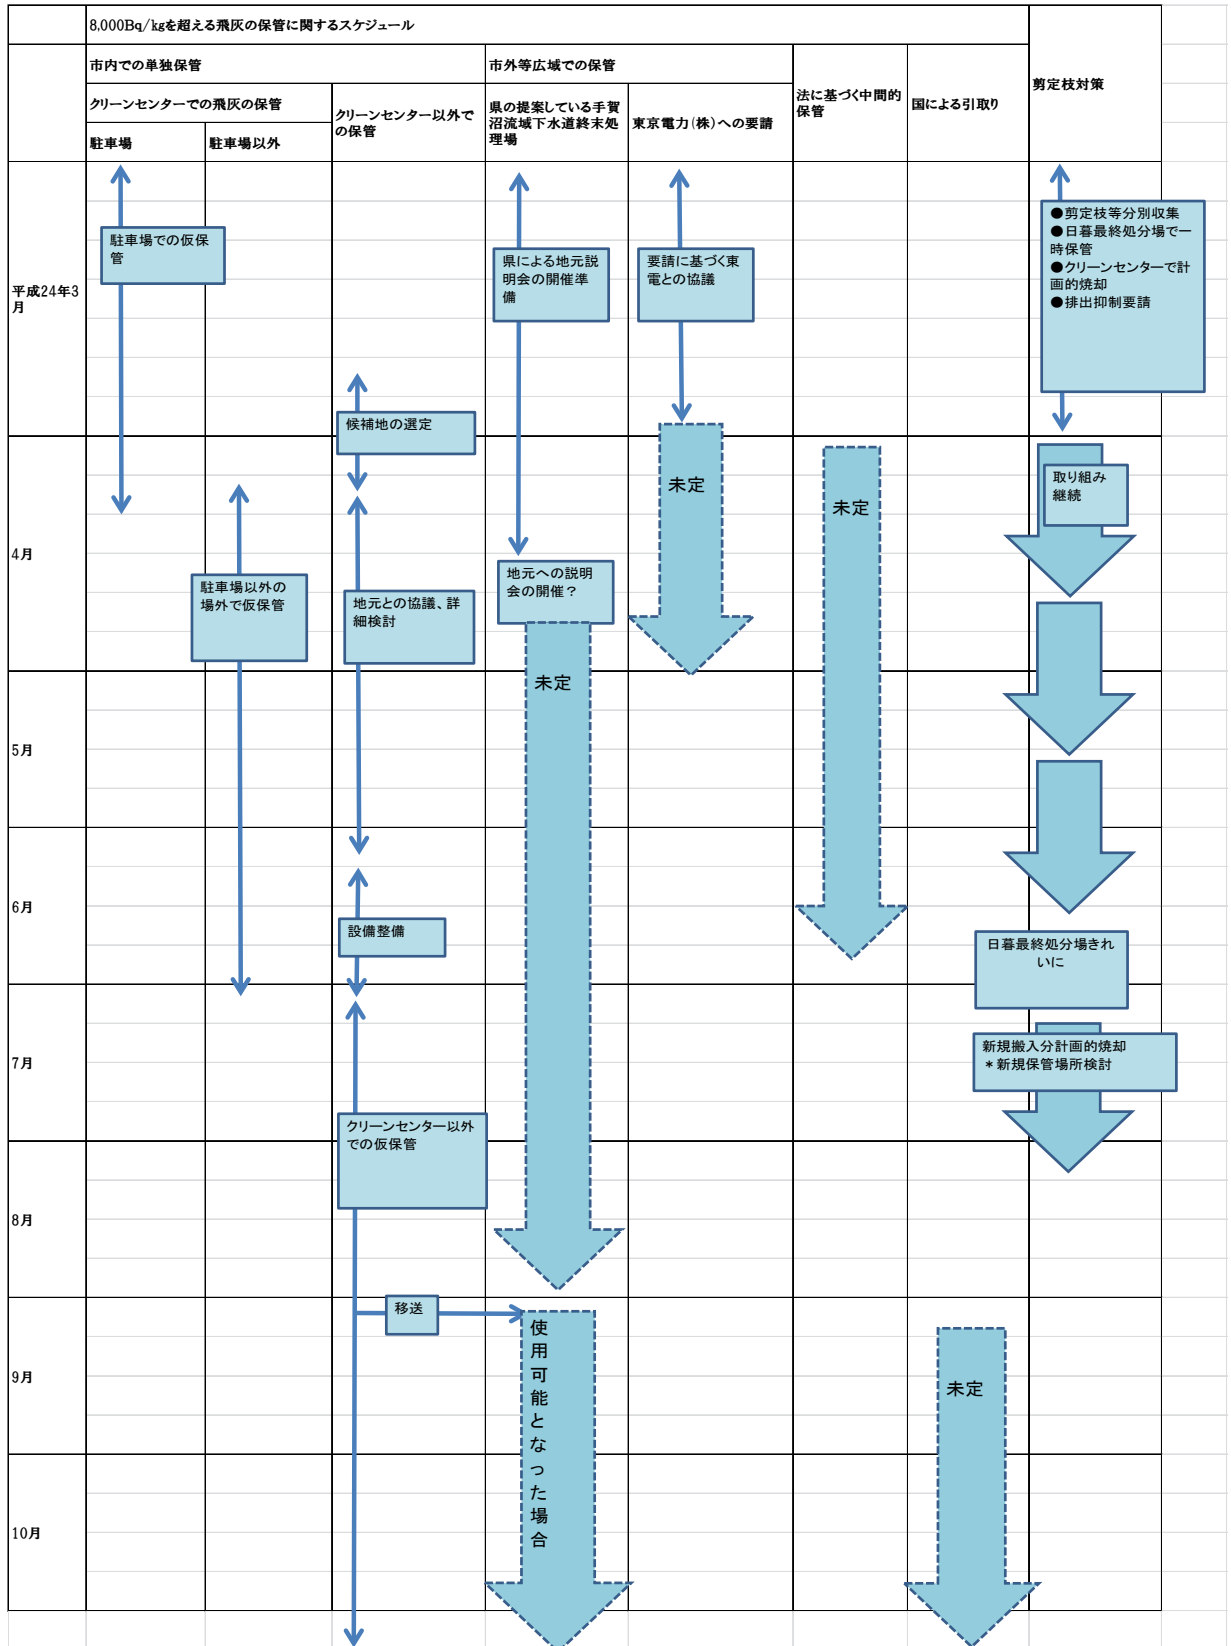 8,000Bq/kgを超える飛灰の保管に関するスケジュール
市内での単独保管
市外等広域での保管
法に基づく中間的
保管
国による引取り
剪定枝対策
クリーンセンターでの飛灰の保管
クリーンセンター以外で
の保管
県の提案している手賀
沼流域下水道終末処
理場
東京電力(株)への要請
駐車場
駐車場以外
平成24年3
月
駐車場での仮保
管
県による地元説
明会の開催準
備
要請に基づく東
電との協議
●剪定枝等分別収集
●日暮最終処分場で一
時保管
●クリーンセンターで計
画的焼却
●排出抑制要請
候補地の選定
4月
未定
未定
取り組み
継続
駐車場以外の
場外で仮保管
地元との協議、詳
細検討
地元への説明
会の開催？
未定
5月
6月
設備整備
日暮最終処分場きれ
いに
7月
新規搬入分計画的焼却
＊新規保管場所検討
クリーンセンター以外
での仮保管
8月
移送
9月
使
用
可
能
と
な
っ
た
場
合
未定
10月